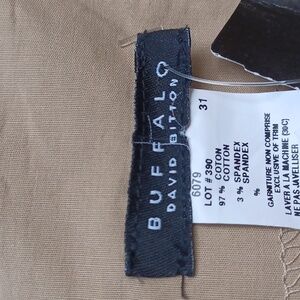 BUFFALO
DAVID BITTON
31
6079
LOT # 390
97 % COTON
COTTON
3 % SPANDEX
SPANDEX
%
GARNITURE NON COMPRISE
EXCLUSIVE OF TRIM
LAVER A LA MACHINE (30C)
NE PAS JAVELLISER